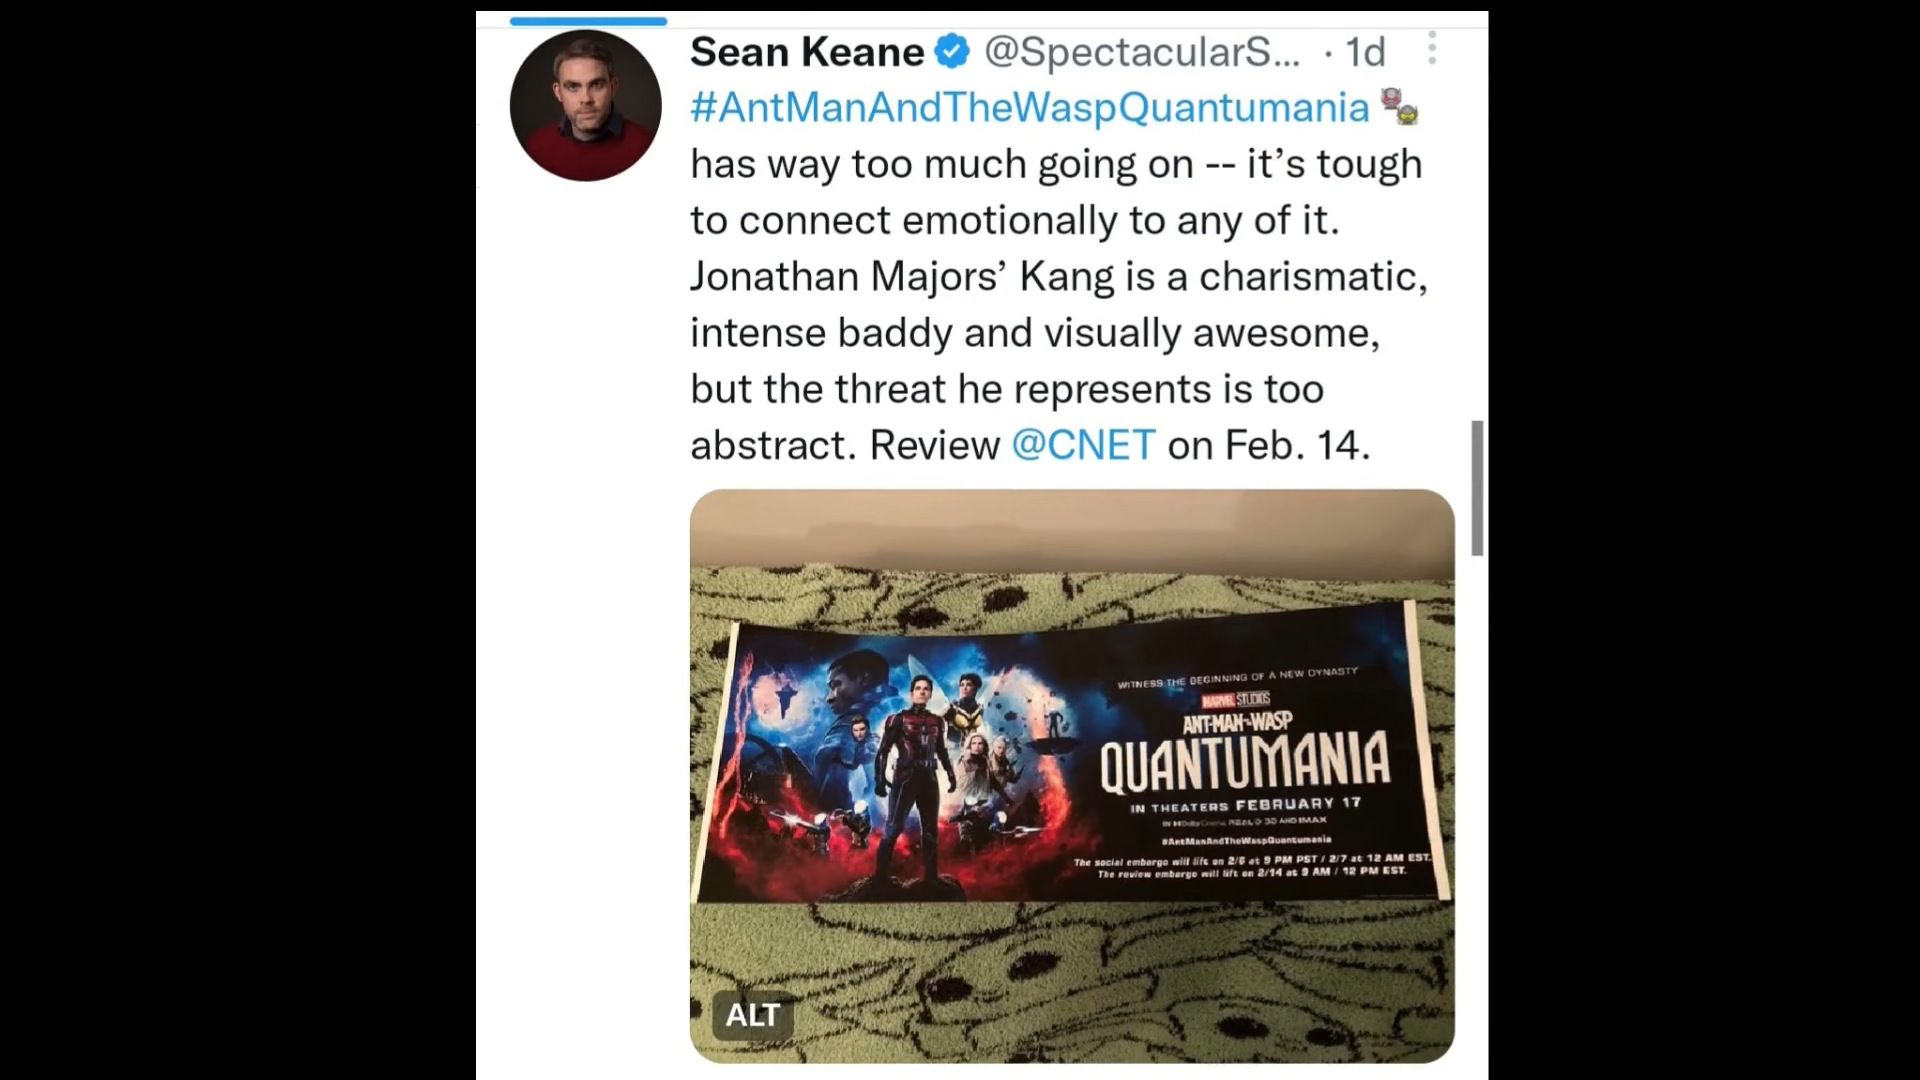 Sean Keane @SpectacularS... · 1d
#AntManAndTheWaspQuantumania
has way too much going on -- it’s tough
to connect emotionally to any of it.
Jonathan Majors’ Kang is a charismatic,
intense baddy and visually awesome,
but the threat he represents is too
abstract. Review @CNET on Feb. 14.
WITNESS THE BEGINNING OF A NEW DYNASTY
MARVEL STUDIOS
ANT-MAN AND THE WASP
QUANTUMANIA
IN THEATERS FEBRUARY 17
IN Dolby Cinema, REAL D 3D AND IMAX
#AntManAndTheWaspQuantumania
The social embargo will lift on 2/6 at 9 PM PST / 2/7 at 12 AM EST.
The review embargo will lift on 2/14 at 9 AM / 12 PM EST.
ALT